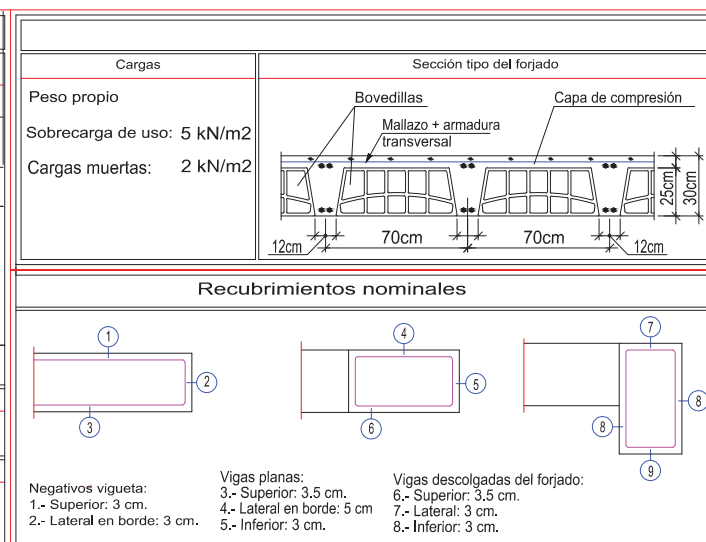 Cargas
Sección tipo del forjado
Peso propio
Sobrecarga de uso: 5 kN/m2
Cargas muertas: 2 kN/m2
Bovedillas
Capa de compresión
Mallazo + armadura
transversal
25cm
30cm
12cm
70cm
70cm
12cm
Recubrimientos nominales
1
2
3
4
5
6
7
8
8
9
Negativos vigueta:
1.- Superior: 3 cm.
2.- Lateral en borde: 3 cm.
Vigas planas:
3.- Superior: 3.5 cm.
4.- Lateral en borde: 5 cm
5.- Inferior: 3 cm.
Vigas descolgadas del forjado:
6.- Superior: 3.5 cm.
7.- Lateral: 3 cm.
8.- Inferior: 3 cm.